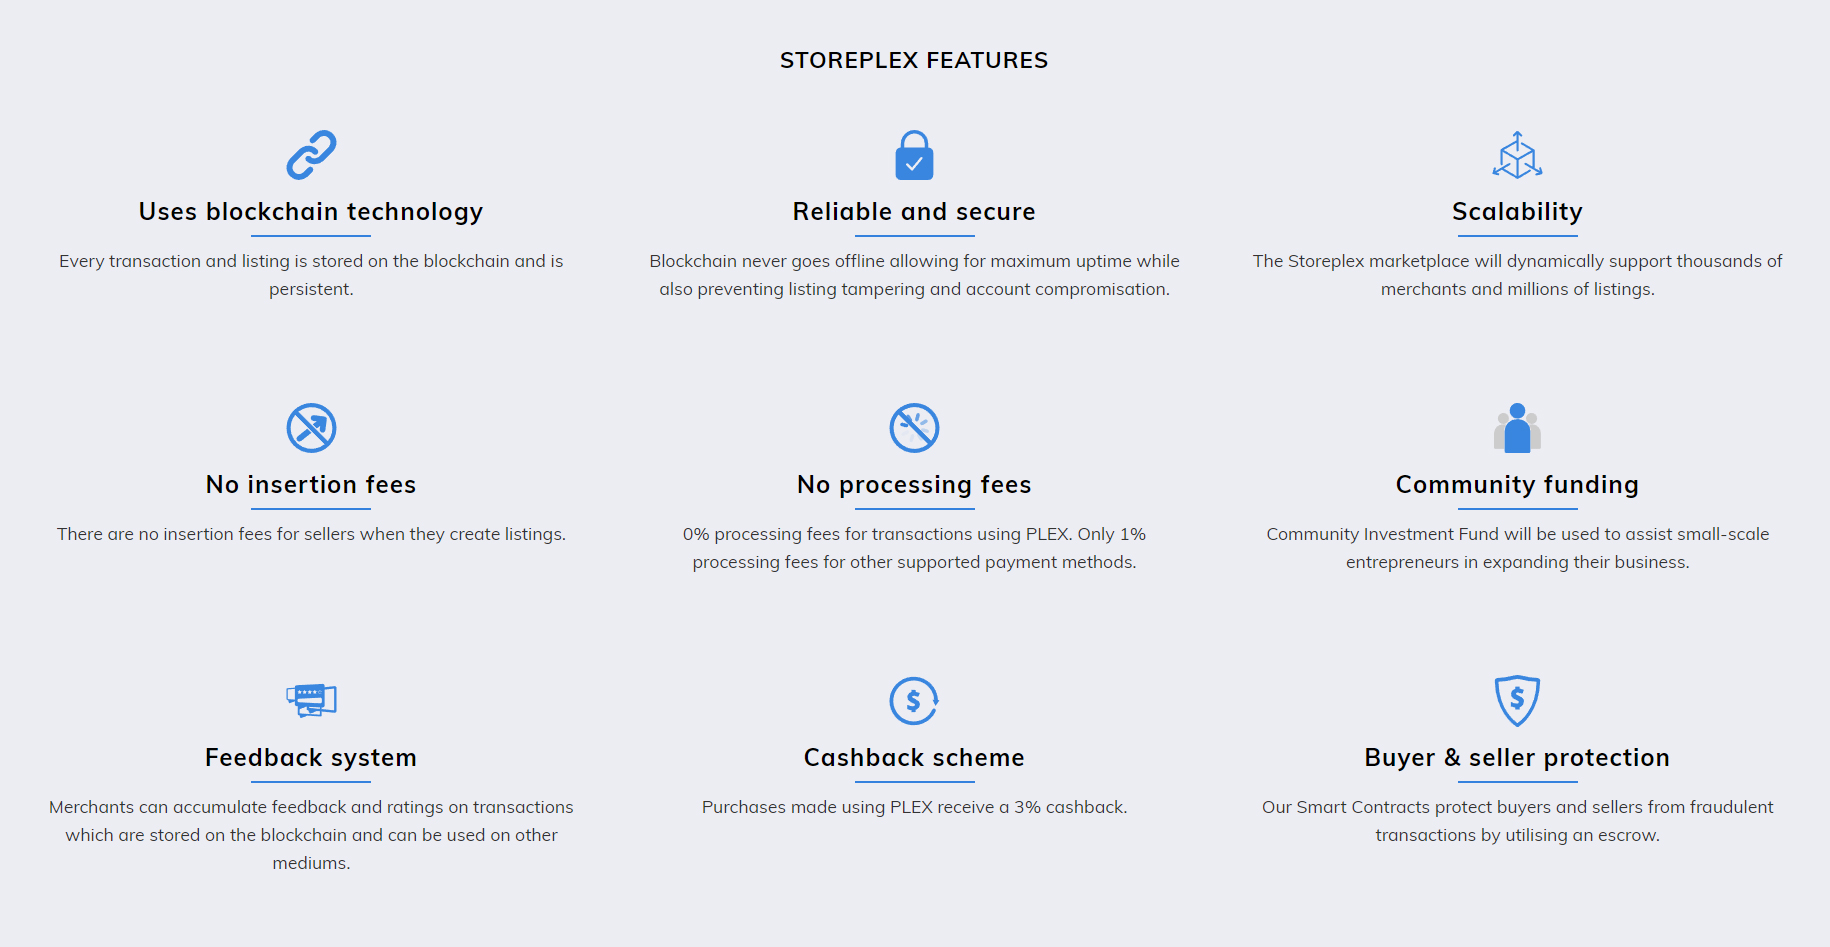 STOREPLEX FEATURES
Uses blockchain technology
Every transaction and listing is stored on the blockchain and is
persistent.
Reliable and secure
Blockchain never goes offline allowing for maximum uptime while
also preventing listing tampering and account compromisation.
Scalability
The Storeplex marketplace will dynamically support thousands of
merchants and millions of listings.
No insertion fees
There are no insertion fees for sellers when they create listings.
No processing fees
0% processing fees for transactions using PLEX. Only 1%
processing fees for other supported payment methods.
Community funding
Community Investment Fund will be used to assist small-scale
entrepreneurs in expanding their business.
Feedback system
Merchants can accumulate feedback and ratings on transactions
which are stored on the blockchain and can be used on other
mediums.
$
Cashback scheme
Purchases made using PLEX receive a 3% cashback.
$
Buyer & seller protection
Our Smart Contracts protect buyers and sellers from fraudulent
transactions by utilising an escrow.